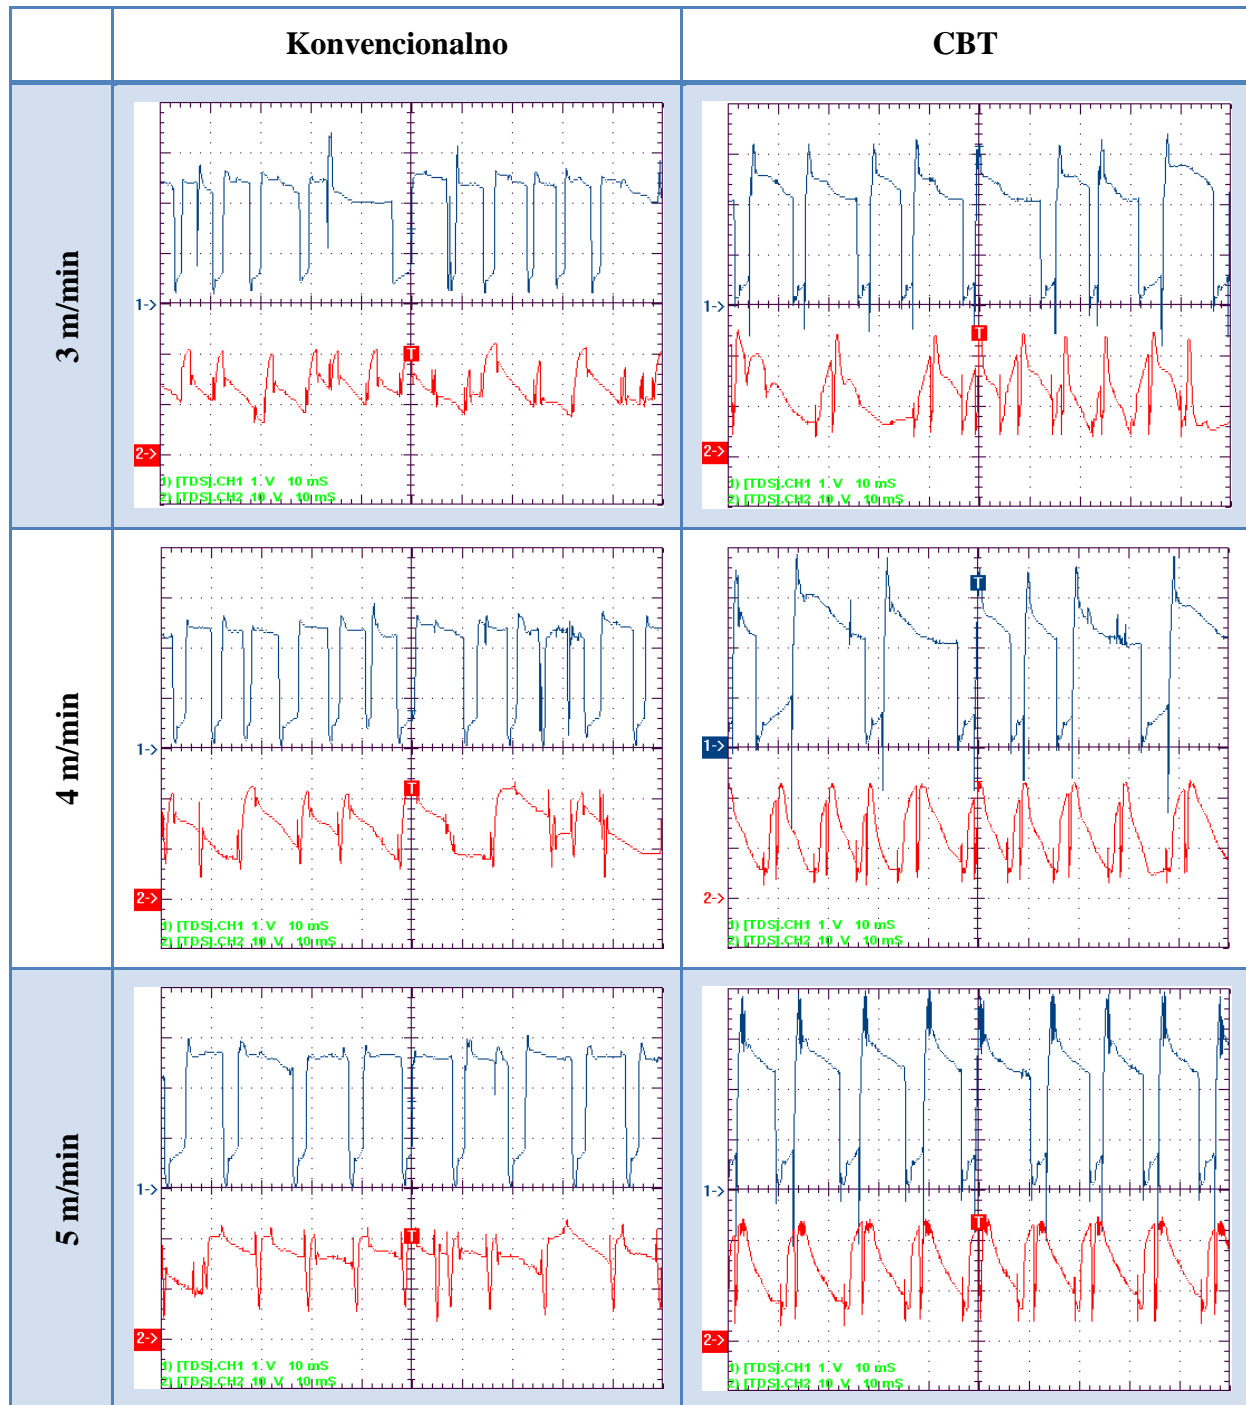 Konvencionalno CBT
3 m/min
1->
T
2->
1) [TDS].CH1 1. V 10 mS
2) [TDS].CH2 10 V 10 mS
1->
T
2->
1) [TDS].CH1 1. V 10 mS
2) [TDS].CH2 10 V 10 mS
4 m/min
1->
T
2->
1) [TDS].CH1 1. V 10 mS
2) [TDS].CH2 10 V 10 mS
T
1->
2->
1) [TDS].CH1 1. V 10 mS
2) [TDS].CH2 10 V 10 mS
5 m/min
1->
T
2->
1) [TDS].CH1 1. V 10 mS
2) [TDS].CH2 10 V 10 mS
1->
T
2->
1) [TDS].CH1 1. V 10 mS
2) [TDS].CH2 10 V 10 mS